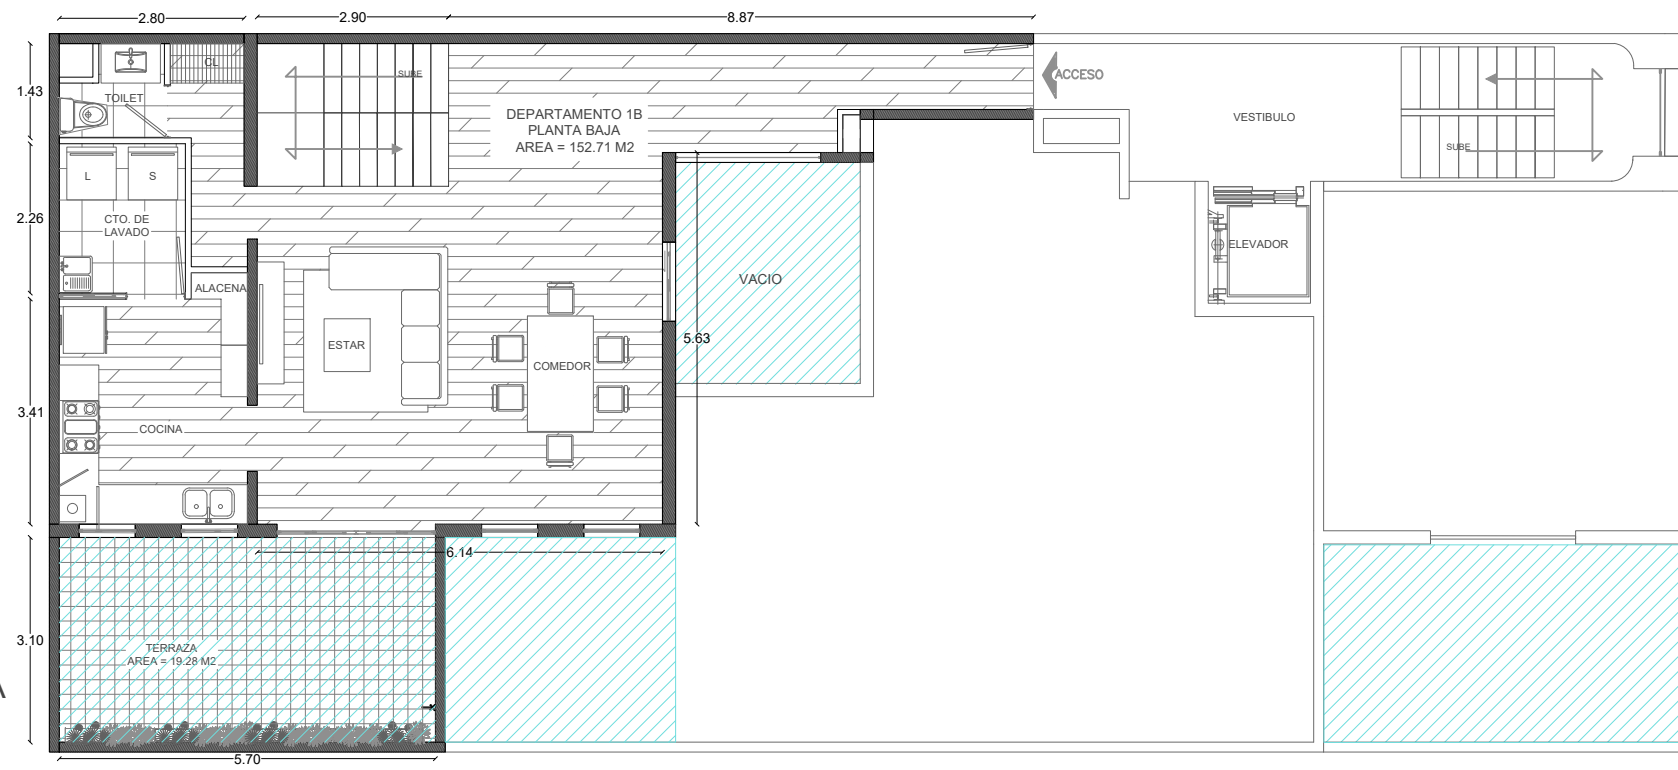 2.80
2.90
8.87
CL
SUBE
ACCESO
1.43
TOILET
DEPARTAMENTO 1B
PLANTA BAJA
AREA = 152.71 M2
VESTIBULO
SUBE
L
S
2.26
CTO. DE
LAVADO
ELEVADOR
VACIO
ALACENA
5.63
ESTAR
COMEDOR
3.41
COCINA
6.14
3.10
TERRAZA
AREA = 19.28 M2
A
5.70